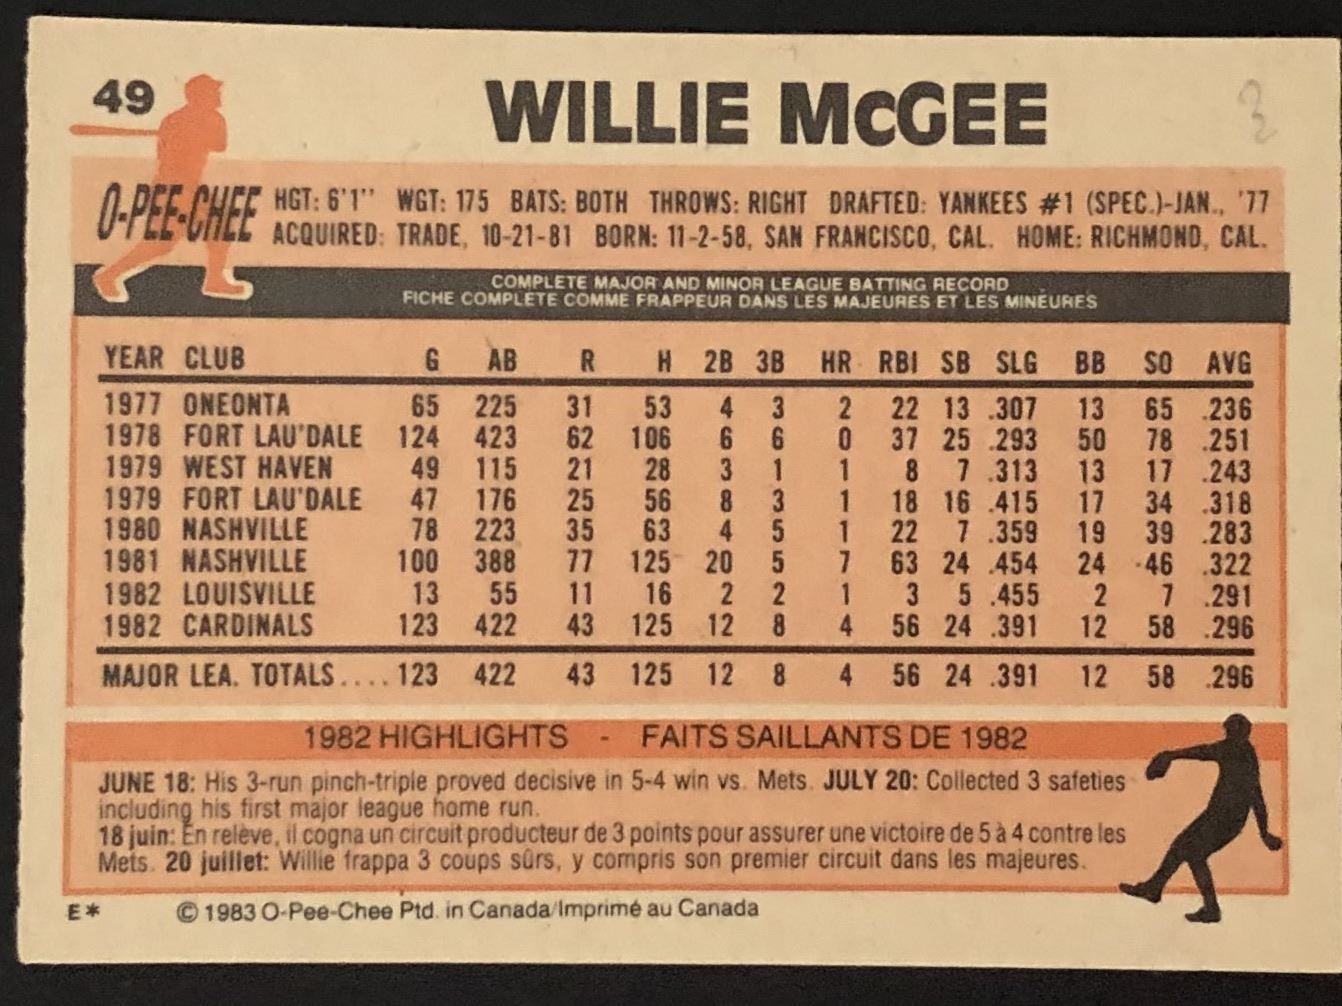 49
WILLIE McGEE
O-PEE-CHEE
HGT: 6'1" WGT: 175 BATS: BOTH THROWS: RIGHT DRAFTED: YANKEES #1 (SPEC.)-JAN., '77
ACQUIRED: TRADE, 10-21-81 BORN: 11-2-58, SAN FRANCISCO, CAL. HOME: RICHMOND, CAL.
COMPLETE MAJOR AND MINOR LEAGUE BATTING RECORD
FICHE COMPLETE COMME FRAPPEUR DANS LES MAJEURES ET LES MINEURES
YEAR CLUB G AB R H 2B 3B HR RBI SB SLG BB SO AVG
1977 ONEONTA 65 225 31 53 4 3 2 22 13 .307 13 65 .236
1978 FORT LAU'DALE 124 423 62 106 6 6 0 37 25 .293 50 78 .251
1979 WEST HAVEN 49 115 21 28 3 1 1 8 7 .313 13 17 .243
1979 FORT LAU'DALE 47 176 25 56 8 3 1 18 16 .415 17 34 .318
1980 NASHVILLE 78 223 35 63 4 5 1 22 7 .359 19 39 .283
1981 NASHVILLE 100 388 77 125 20 5 7 63 24 .454 24 46 .322
1982 LOUISVILLE 13 55 11 16 2 2 1 3 5 .455 2 7 .291
1982 CARDINALS 123 422 43 125 12 8 4 56 24 .391 12 58 .296
MAJOR LEA. TOTALS.... 123 422 43 125 12 8 4 56 24 .391 12 58 .296
1982 HIGHLIGHTS - FAITS SAILLANTS DE 1982
JUNE 18: His 3-run pinch-triple proved decisive in 5-4 win vs. Mets. JULY 20: Collected 3 safeties
including his first major league home run.
18 juin: En relève, il cogna un circuit producteur de 3 points pour assurer une victoire de 5 à 4 contre les
Mets. 20 juillet: Willie frappa 3 coups sûrs, y compris son premier circuit dans les majeures.
E* © 1983 O-Pee-Chee Ptd. in Canada/Imprimé au Canada